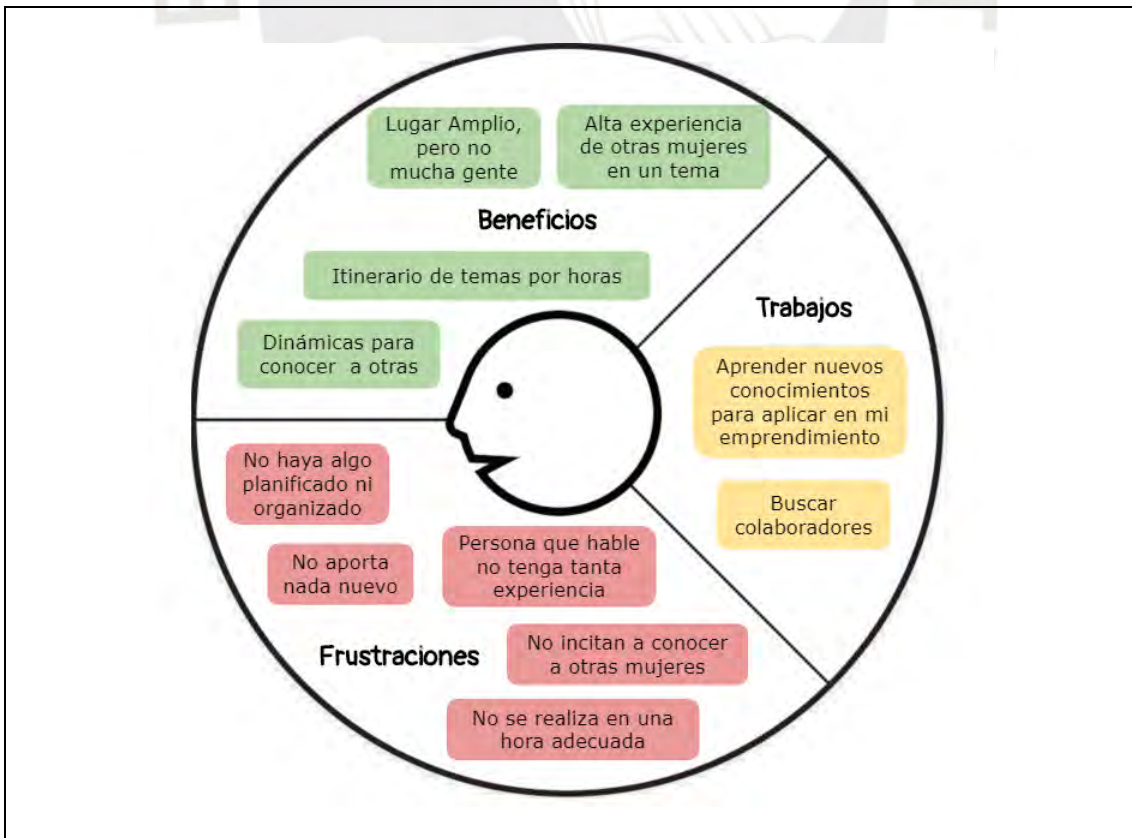 Lugar Amplio,
pero no
mucha gente
Alta experiencia
de otras mujeres
en un tema
Beneficios
Itinerario de temas por horas
Dinámicas para
conocer a otras
Trabajos
Aprender nuevos
conocimientos
para aplicar en mi
emprendimiento
Buscar
colaboradores
No haya algo
planificado ni
organizado
No aporta
nada nuevo
Persona que hable
no tenga tanta
experiencia
Frustraciones
No incitan a conocer
a otras mujeres
No se realiza en una
hora adecuada